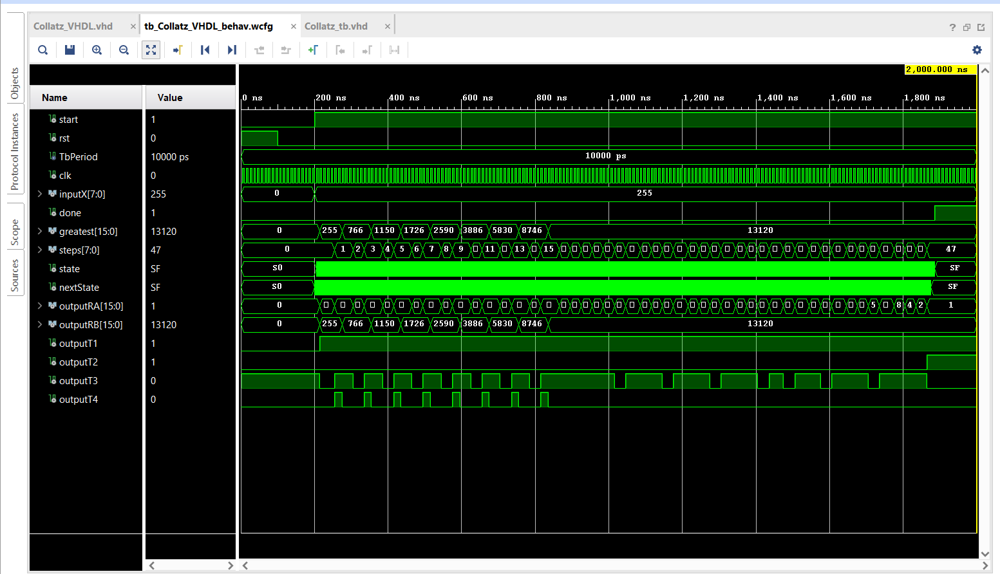 Collatz_VHDL.vhd × tb_Collatz_VHDL_behav.wcfg × Collatz_tb.vhd ×
?
2,000.000 ns
Objects
Protocol Instances
Scope
Sources
Name Value
0 ns 200 ns 400 ns 600 ns 800 ns 1,000 ns 1,200 ns 1,400 ns 1,600 ns 1,800 ns
start 1
rst 0
TbPeriod 10000 ps 10000 ps
clk 0
inputX[7:0] 255 0 255
done 1
greatest[15:0] 13120 0 255 766 1150 1726 2590 3886 5830 8746 13120
steps[7:0] 47 0 1 2 3 4 5 6 7 8 9 11 13 15 47
state SF S0 SF
nextState SF S0 SF
outputRA[15:0] 1 0 5 8 4 2 1
outputRB[15:0] 13120 0 255 766 1150 1726 2590 3886 5830 8746 13120
outputT1 1
outputT2 1
outputT3 0
outputT4 0